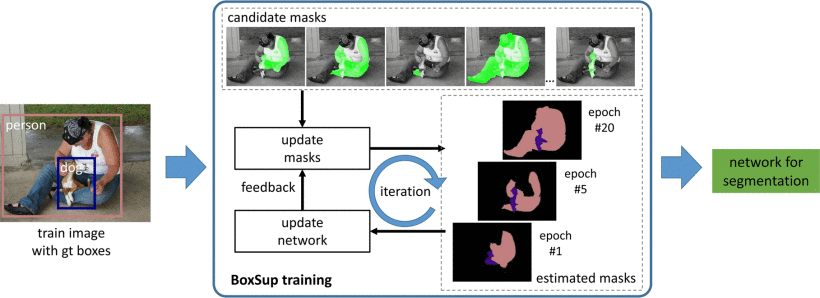 candidate masks
...
person
dog
train image
with gt boxes
update
masks
feedback
iteration
update
network
BoxSup training
epoch
#20
epoch
#5
epoch
#1
estimated masks
network for
segmentation